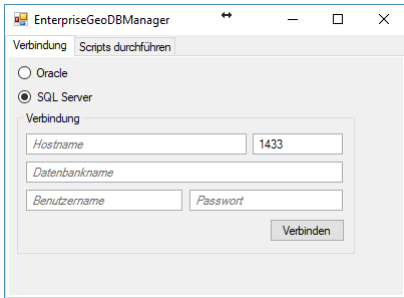 EnterpriseGeoDBManager
Verbindung Scripts durchführen
Oracle
SQL Server
Verbindung
Hostname 1433
Datenbankname
Benutzername Passwort
Verbinden